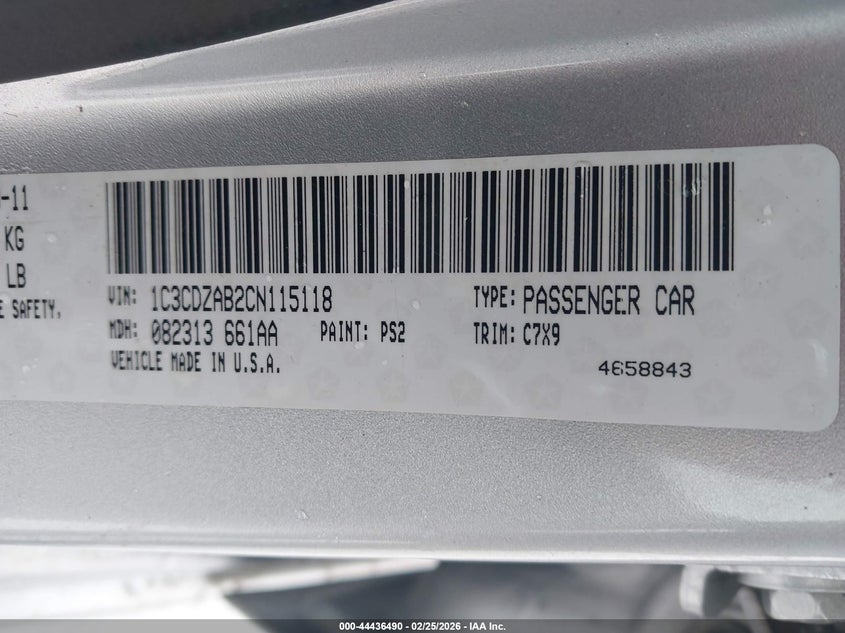 -11
KG
LB
SAFETY,
VIN: 1C3CDZAB2CN115118
TYPE: PASSENGER CAR
MDH: 082313 661AA
PAINT: PS2
TRIM: C7X9
VEHICLE MADE IN U.S.A.
4658843
000-44436490 - 02/25/2026 - IAA Inc.